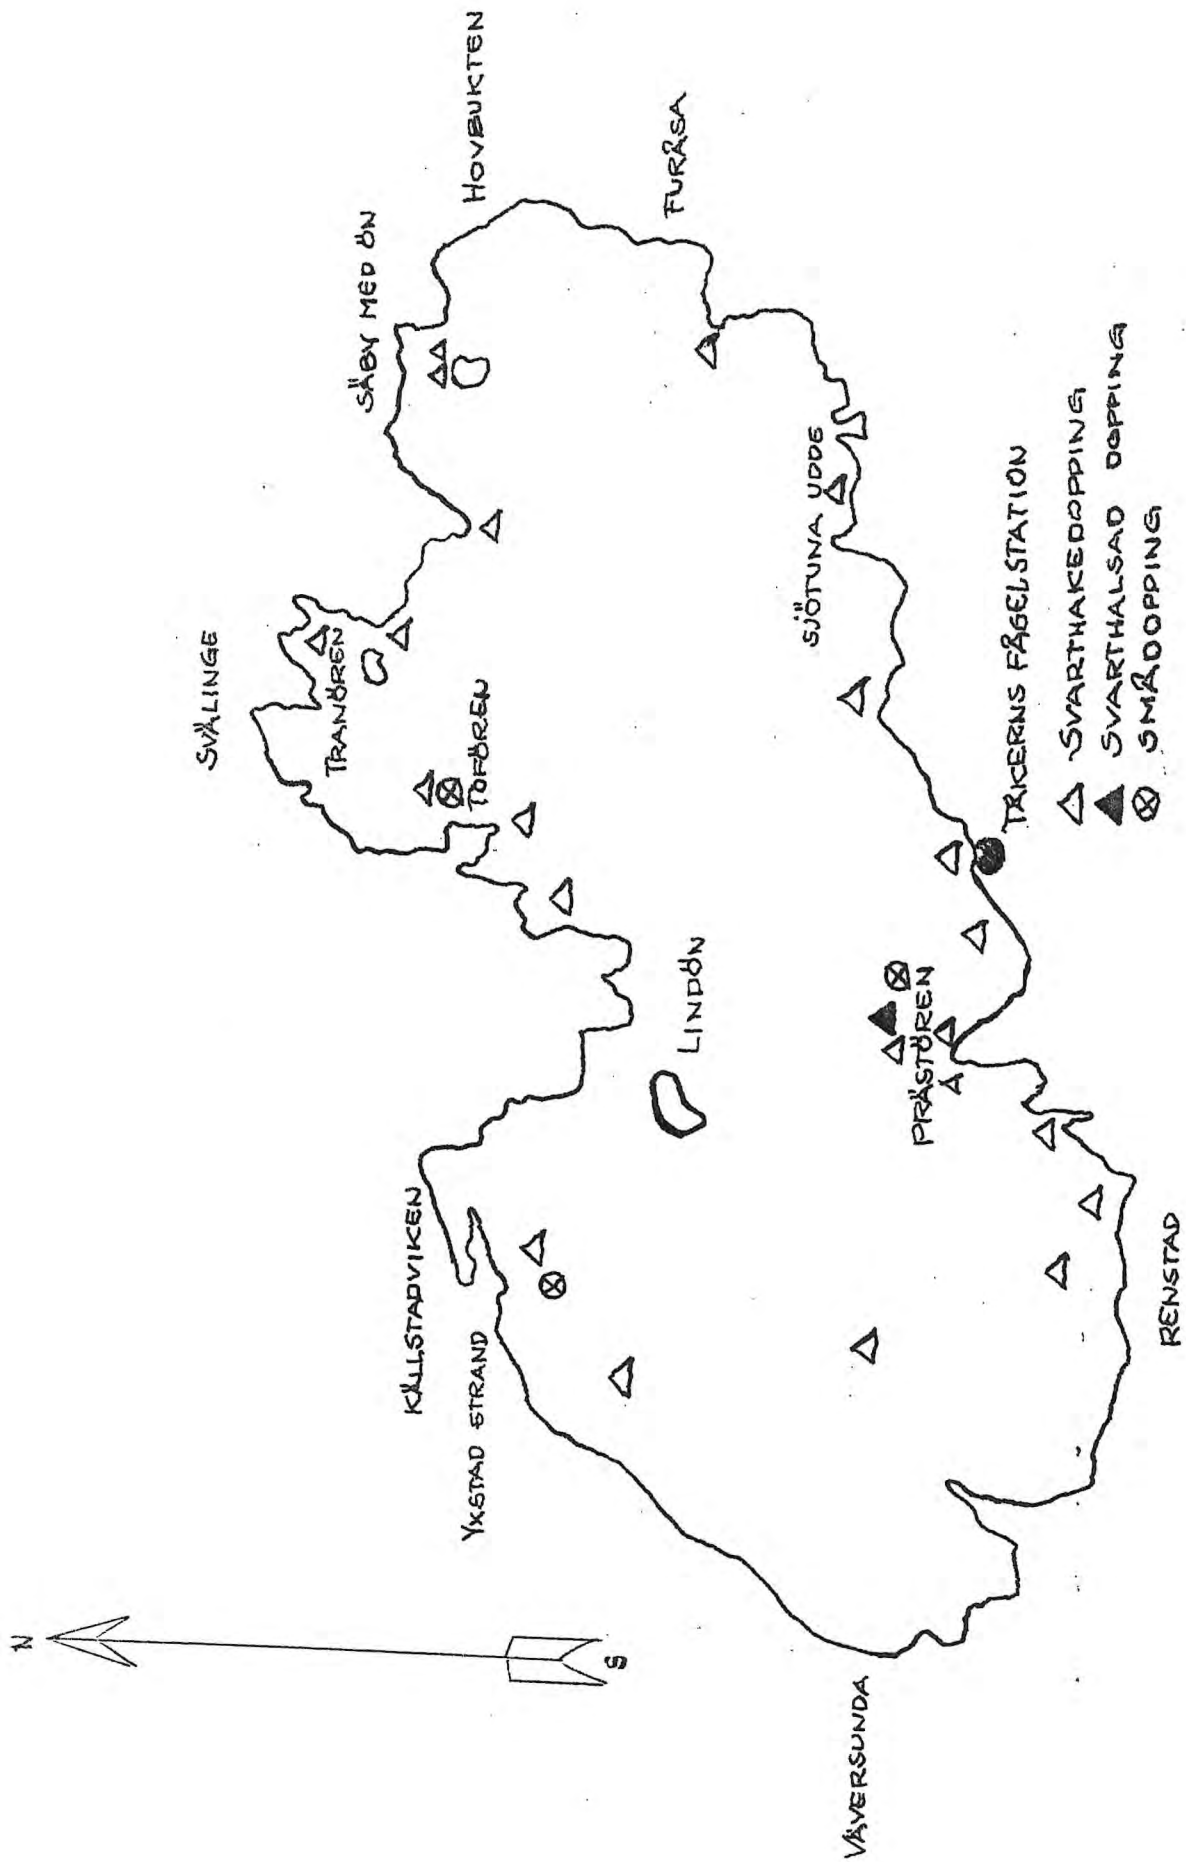 N
S
SVÄLINGE
SÄBY MED ÖN
HOVBUKTEN
TRANÖREN
TOFÖREN
FURÅSA
KÄLLSTADVIKEN
YXSTAD STRAND
LINDÖN
SJÖTUNA UDDE
VÄVERSUNDA
PRÄSTÖREN
RENSTAD
TÅKERNS FÅGELSTATION
SVARTHAKEDOPPING
SVARTHALSAD DOPPING
SMÅDOPPING